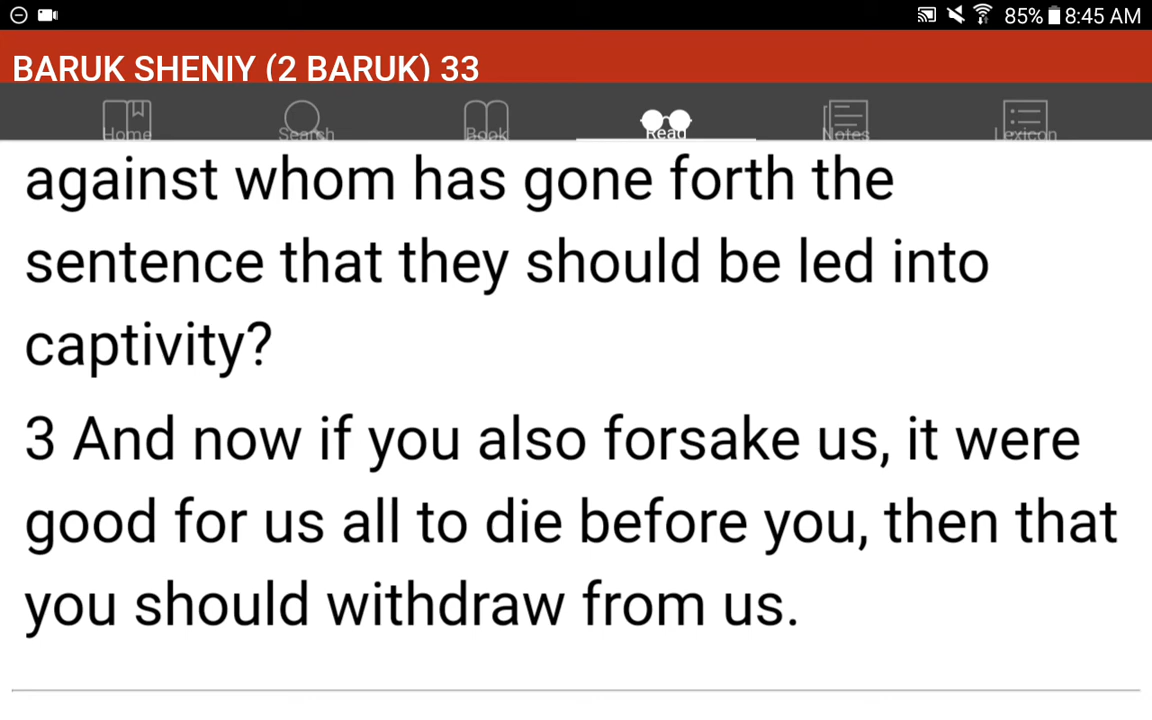 85% 8:45 AM
BARUK SHENIY (2 BARUK) 33
Home Search Book Read Notes Lexicon
against whom has gone forth the
sentence that they should be led into
captivity?
3 And now if you also forsake us, it were
good for us all to die before you, then that
you should withdraw from us.